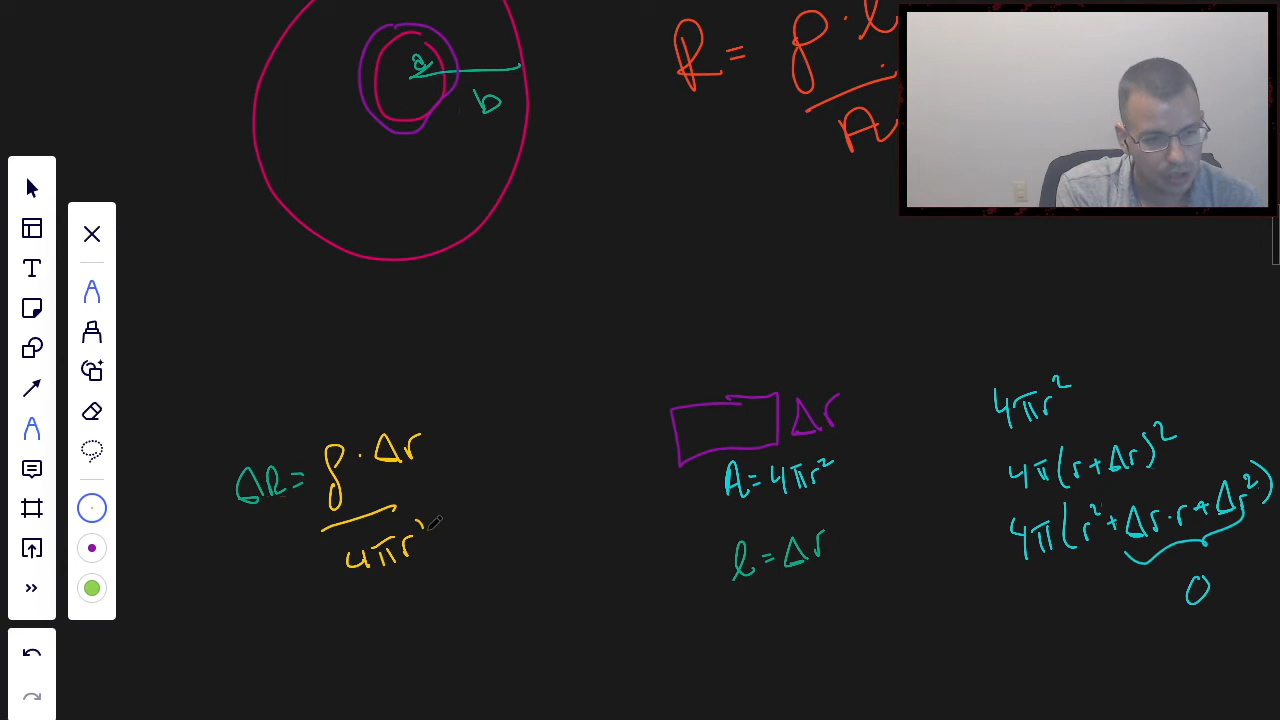 a
b
R = ρ · l / A
4πr²
Δr
4π(r + Δr)²
A = 4πr²
ΔR = ρ · Δr / 4πr²
4π(r² + Δr · r + Δr²)
l = Δr
0